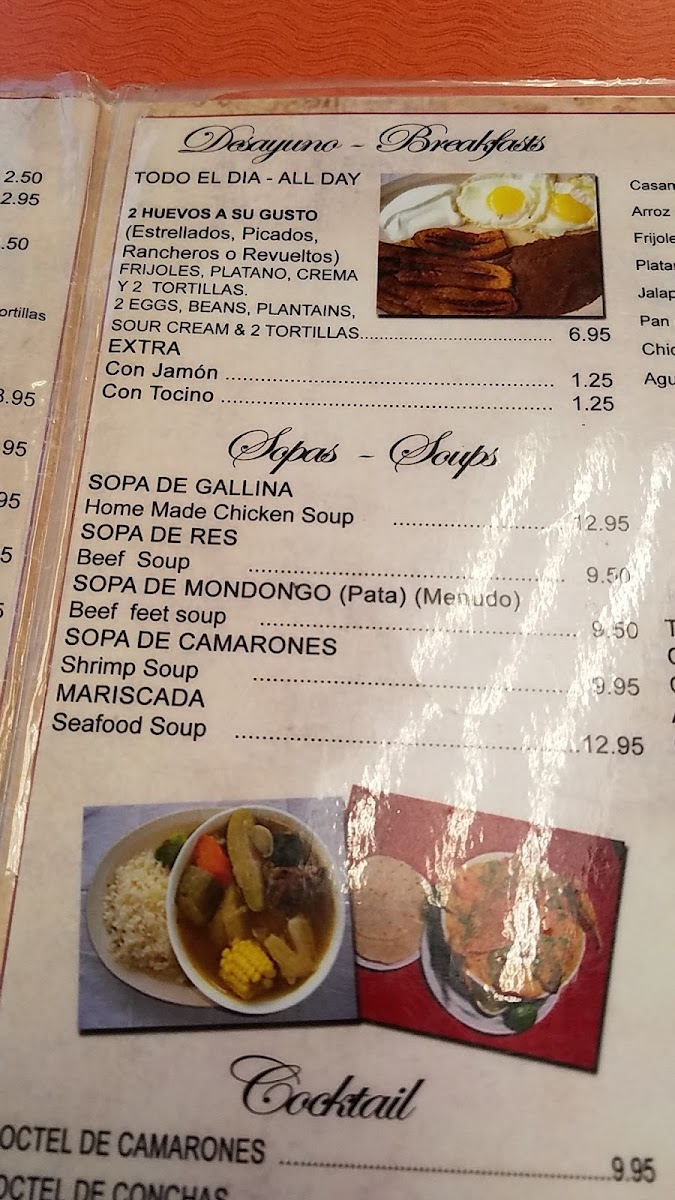 2.50
2.95
.50
ortillas
.95
95
95
5
Desayuno - Breakfasts
TODO EL DIA - ALL DAY
2 HUEVOS A SU GUSTO
(Estrellados, Picados,
Rancheros o Revueltos)
FRIJOLES, PLATANO, CREMA
Y 2 TORTILLAS.
2 EGGS, BEANS, PLANTAINS,
SOUR CREAM & 2 TORTILLAS.................................... 6.95
EXTRA
Con Jamón ............................................................ 1.25
Con Tocino ............................................................ 1.25
Sopas - Soups
SOPA DE GALLINA
Home Made Chicken Soup ........................... 12.95
SOPA DE RES
Beef Soup .................................................. 9.50
SOPA DE MONDONGO (Pata) (Menudo)
Beef feet soup .................................................. 9.50
SOPA DE CAMARONES
Shrimp Soup .................................................. 9.95
MARISCADA
Seafood Soup .................................................. 12.95
Cocktail
OCTEL DE CAMARONES .................................................. 9.95
OCTEL DE CONCHAS
Casam
Arroz
Frijole
Plata
Jalap
Pan
Chic
Agu